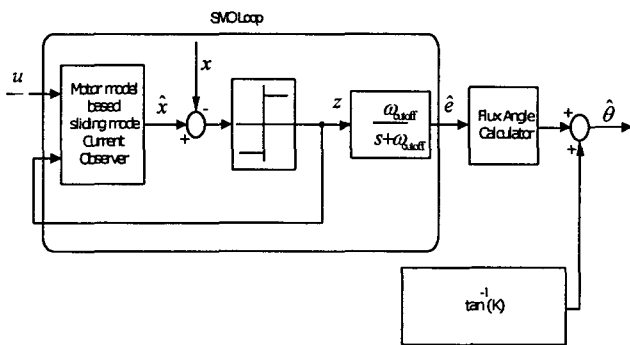 SMO Loop
u
Motor model
based
sliding mode
Current
Observer
x̂
x
-
+
z
ω_cutoff
s+ω_cutoff
ê
Flux Angle
Calculator
+
+
θ̂
tan⁻¹(K)